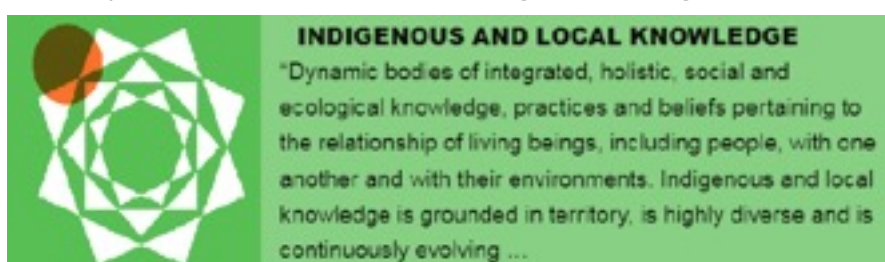 INDIGENOUS AND LOCAL KNOWLEDGE
“Dynamic bodies of integrated, holistic, social and
ecological knowledge, practices and beliefs pertaining to
the relationship of living beings, including people, with one
another and with their environments. Indigenous and local
knowledge is grounded in territory, is highly diverse and is
continuously evolving ...